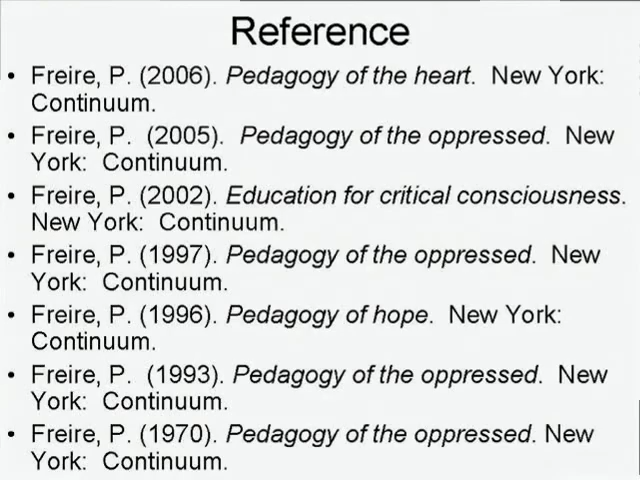 Reference
• Freire, P. (2006). Pedagogy of the heart. New York:
Continuum.
• Freire, P. (2005). Pedagogy of the oppressed. New
York: Continuum.
• Freire, P. (2002). Education for critical consciousness.
New York: Continuum.
• Freire, P. (1997). Pedagogy of the oppressed. New
York: Continuum.
• Freire, P. (1996). Pedagogy of hope. New York:
Continuum.
• Freire, P. (1993). Pedagogy of the oppressed. New
York: Continuum.
• Freire, P. (1970). Pedagogy of the oppressed. New
York: Continuum.